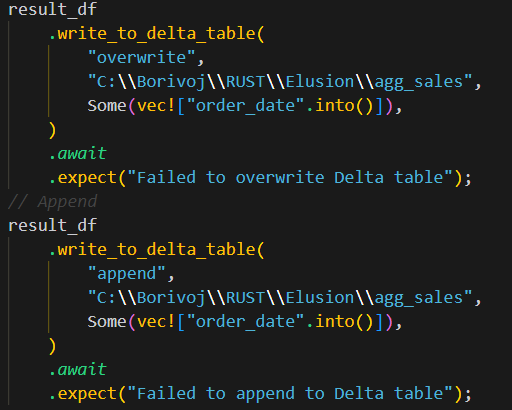 result_df
    .write_to_delta_table(
        "overwrite",
        "C:\\Borivoj\\RUST\\Elusion\\agg_sales",
        Some(vec!["order_date".into()]),
    )
    .await
    .expect("Failed to overwrite Delta table");
// Append
result_df
    .write_to_delta_table(
        "append",
        "C:\\Borivoj\\RUST\\Elusion\\agg_sales",
        Some(vec!["order_date".into()]),
    )
    .await
    .expect("Failed to append to Delta table");